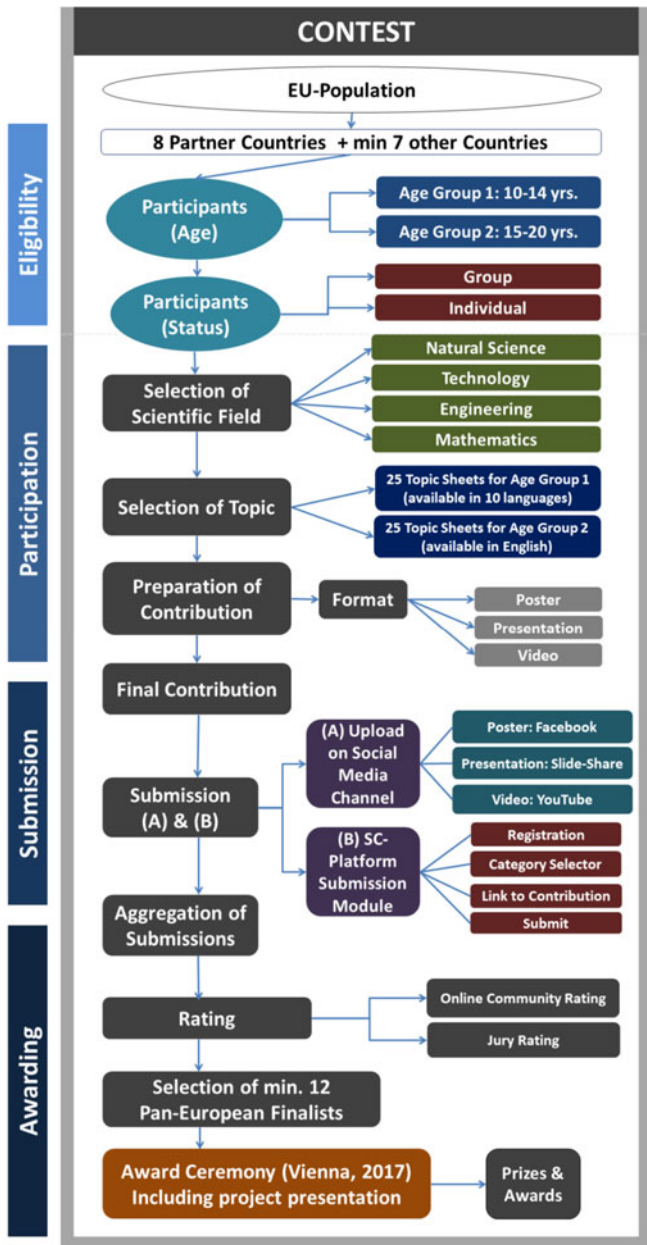 CONTEST
EU-Population
8 Partner Countries + min 7 other Countries
Eligibility
Participants
(Age)
Age Group 1: 10-14 yrs.
Age Group 2: 15-20 yrs.
Participants
(Status)
Group
Individual
Participation
Selection of
Scientific Field
Natural Science
Technology
Engineering
Mathematics
Selection of Topic
25 Topic Sheets for Age Group 1
(available in 10 languages)
25 Topic Sheets for Age Group 2
(available in English)
Preparation of
Contribution
Format
Poster
Presentation
Video
Final Contribution
Submission
Submission
(A) & (B)
(A) Upload
on Social
Media
Channel
Poster: Facebook
Presentation: Slide-Share
Video: YouTube
(B) SC-
Platform
Submission
Module
Registration
Category Selector
Link to Contribution
Submit
Aggregation of
Submissions
Awarding
Rating
Online Community Rating
Jury Rating
Selection of min. 12
Pan-European Finalists
Award Ceremony (Vienna, 2017)
Including project presentation
Prizes &
Awards